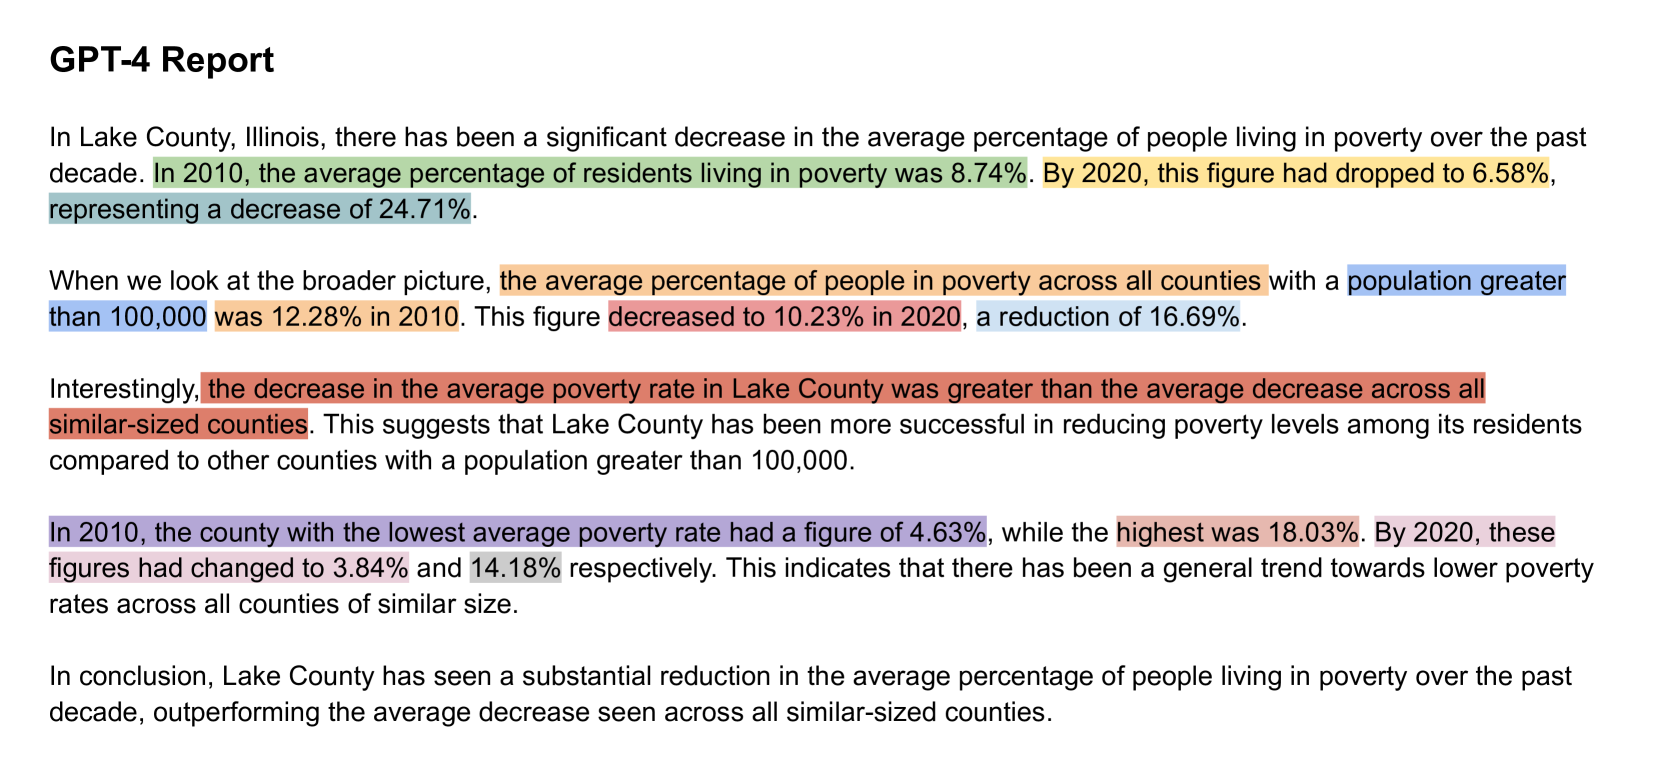 GPT-4 Report
In Lake County, Illinois, there has been a significant decrease in the average percentage of people living in poverty over the past
decade. In 2010, the average percentage of residents living in poverty was 8.74%. By 2020, this figure had dropped to 6.58%,
representing a decrease of 24.71%.
When we look at the broader picture, the average percentage of people in poverty across all counties with a population greater
than 100,000 was 12.28% in 2010. This figure decreased to 10.23% in 2020, a reduction of 16.69%.
Interestingly, the decrease in the average poverty rate in Lake County was greater than the average decrease across all
similar-sized counties. This suggests that Lake County has been more successful in reducing poverty levels among its residents
compared to other counties with a population greater than 100,000.
In 2010, the county with the lowest average poverty rate had a figure of 4.63%, while the highest was 18.03%. By 2020, these
figures had changed to 3.84% and 14.18% respectively. This indicates that there has been a general trend towards lower poverty
rates across all counties of similar size.
In conclusion, Lake County has seen a substantial reduction in the average percentage of people living in poverty over the past
decade, outperforming the average decrease seen across all similar-sized counties.